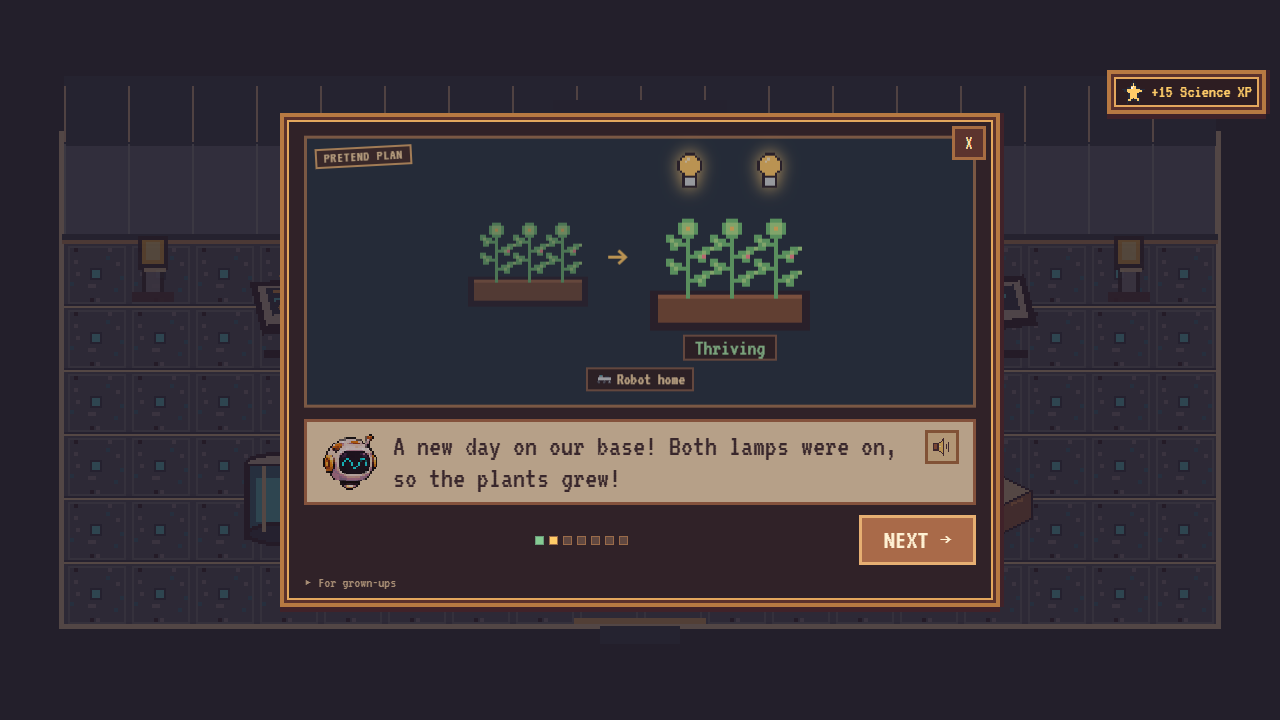 +15 Science XP
PRETEND PLAN
X
Thriving
Robot home
A new day on our base! Both lamps were on,
so the plants grew!
NEXT →
▸ For grown-ups